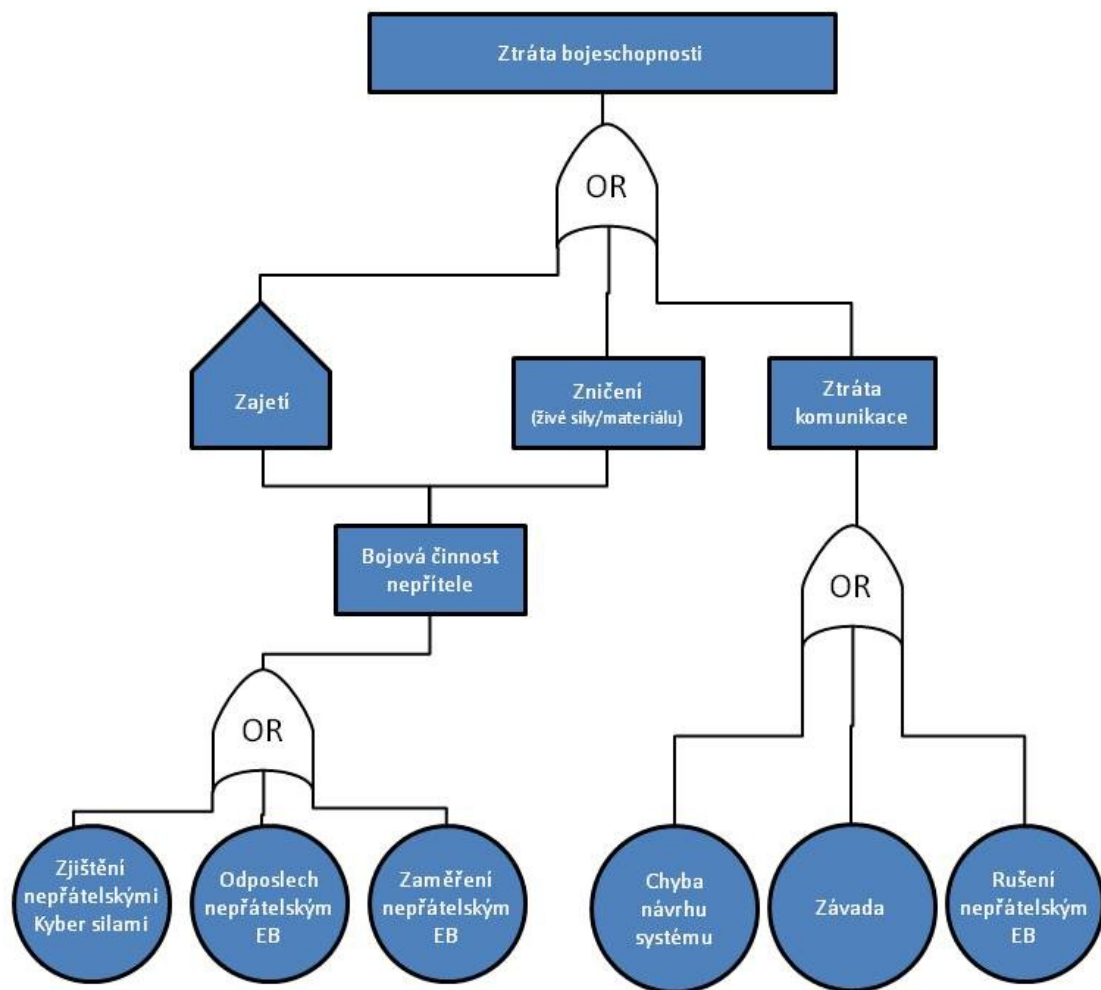 Ztráta bojeschopnosti
OR
Zajetí
Zničení
(živé síly/materiálu)
Ztráta
komunikace
Bojová činnost
nepřítele
OR
OR
Zjištění
nepřátelskými
Kyber silami
Odposlech
nepřátelským
EB
Zaměření
nepřátelským
EB
Chyba
návrhu
systému
Závada
Rušení
nepřátelským
EB